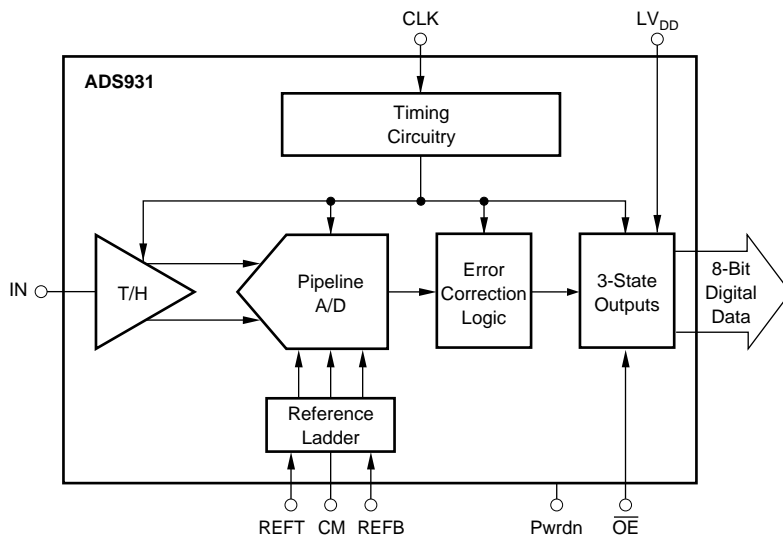 CLK
LVDD
ADS931
Timing
Circuitry
IN
T/H
Pipeline
A/D
Error
Correction
Logic
3-State
Outputs
8-Bit
Digital
Data
Reference
Ladder
REFT
CM
REFB
Pwrdn
OE